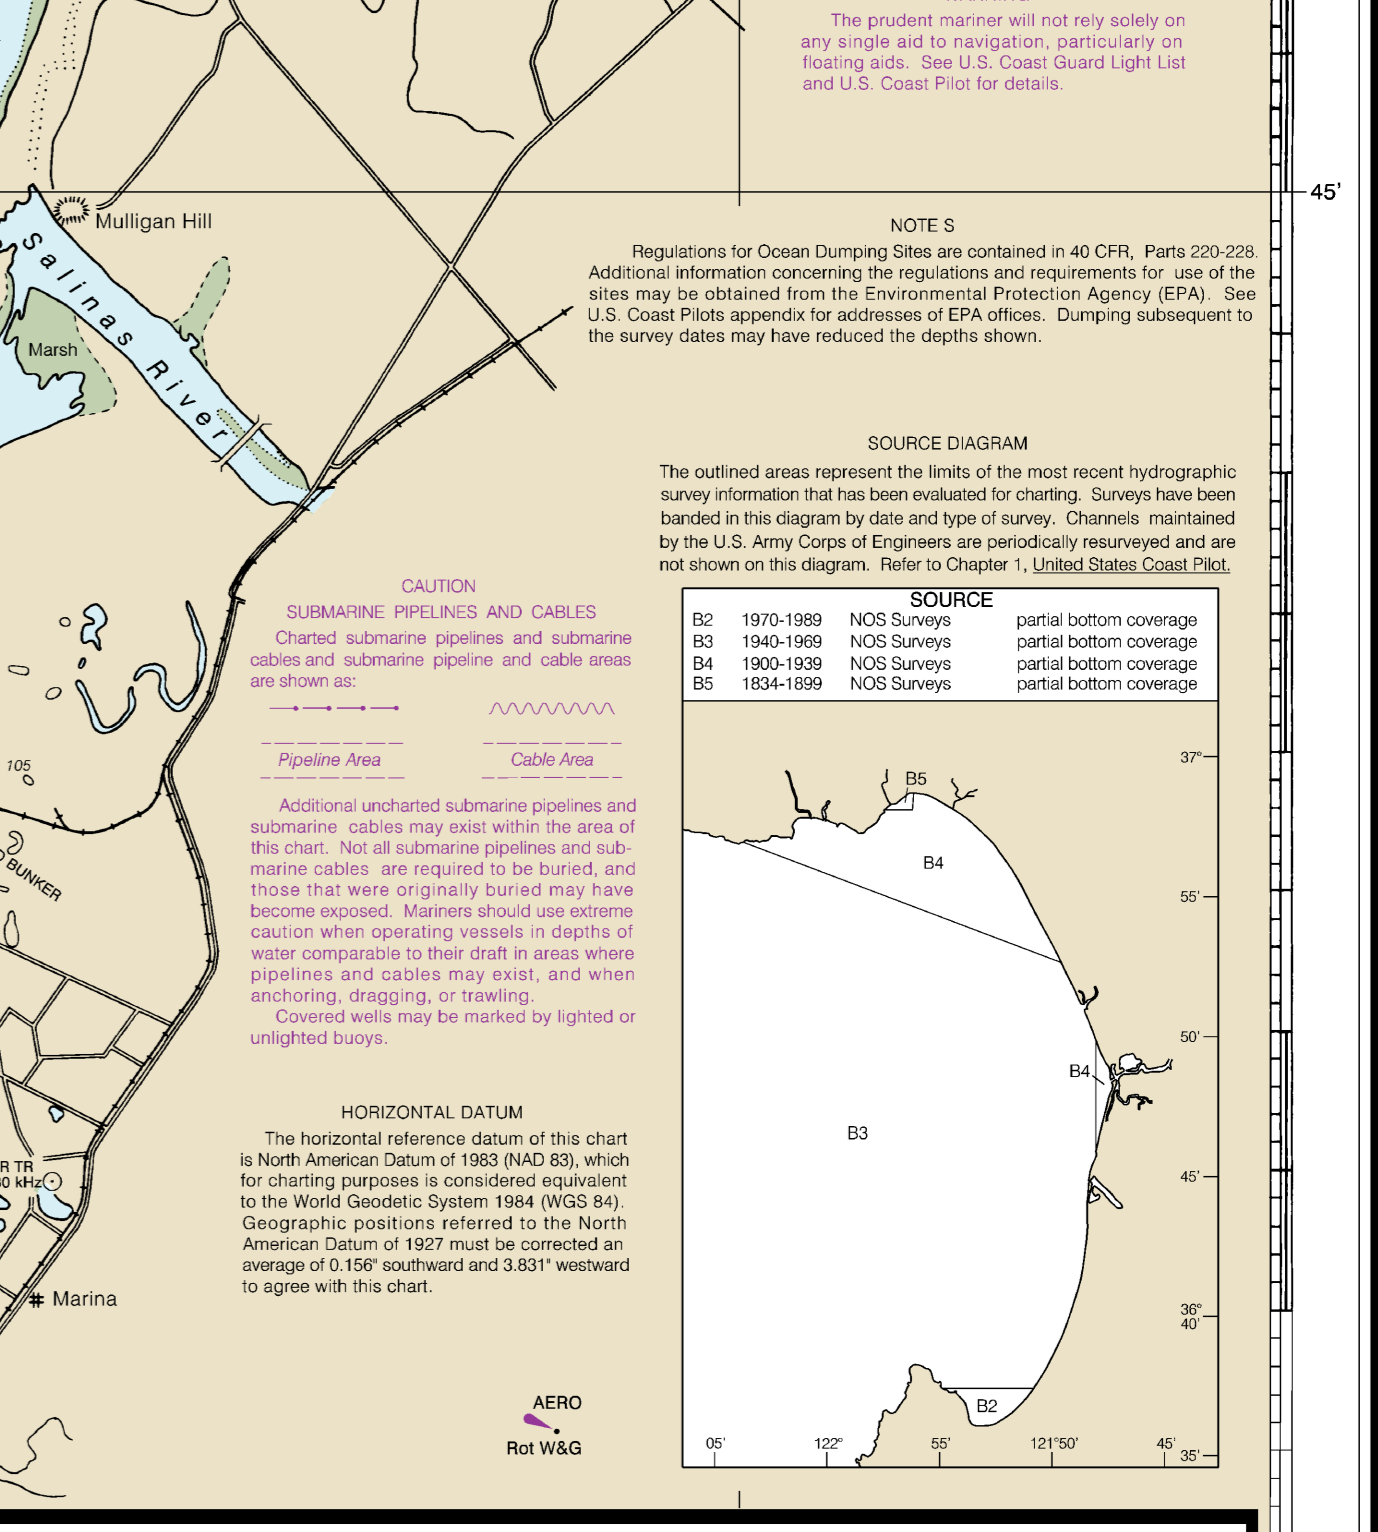 The prudent mariner will not rely solely on
any single aid to navigation, particularly on
floating aids. See U.S. Coast Guard Light List
and U.S. Coast Pilot for details.
45'
Mulligan Hill
Salinas River
Marsh
NOTE S
Regulations for Ocean Dumping Sites are contained in 40 CFR, Parts 220-228.
Additional information concerning the regulations and requirements for use of the
sites may be obtained from the Environmental Protection Agency (EPA). See
U.S. Coast Pilots appendix for addresses of EPA offices. Dumping subsequent to
the survey dates may have reduced the depths shown.
SOURCE DIAGRAM
The outlined areas represent the limits of the most recent hydrographic
survey information that has been evaluated for charting. Surveys have been
banded in this diagram by date and type of survey. Channels maintained
by the U.S. Army Corps of Engineers are periodically resurveyed and are
not shown on this diagram. Refer to Chapter 1, United States Coast Pilot.
CAUTION
SUBMARINE PIPELINES AND CABLES
Charted submarine pipelines and submarine
cables and submarine pipeline and cable areas
are shown as:
Pipeline Area Cable Area
Additional uncharted submarine pipelines and
submarine cables may exist within the area of
this chart. Not all submarine pipelines and sub-
marine cables are required to be buried, and
those that were originally buried may have
become exposed. Mariners should use extreme
caution when operating vessels in depths of
water comparable to their draft in areas where
pipelines and cables may exist, and when
anchoring, dragging, or trawling.
Covered wells may be marked by lighted or
unlighted buoys.
SOURCE
B2 1970-1989 NOS Surveys partial bottom coverage
B3 1940-1969 NOS Surveys partial bottom coverage
B4 1900-1939 NOS Surveys partial bottom coverage
B5 1834-1899 NOS Surveys partial bottom coverage
37°
B5
B4
55'
50'
B4
B3
45'
36°
40'
B2
05' 122° 55' 121°50' 45' 35'
105
BUNKER
HORIZONTAL DATUM
The horizontal reference datum of this chart
is North American Datum of 1983 (NAD 83), which
for charting purposes is considered equivalent
to the World Geodetic System 1984 (WGS 84).
Geographic positions referred to the North
American Datum of 1927 must be corrected an
average of 0.156" southward and 3.831" westward
to agree with this chart.
R TR
0 kHz
Marina
AERO
Rot W&G